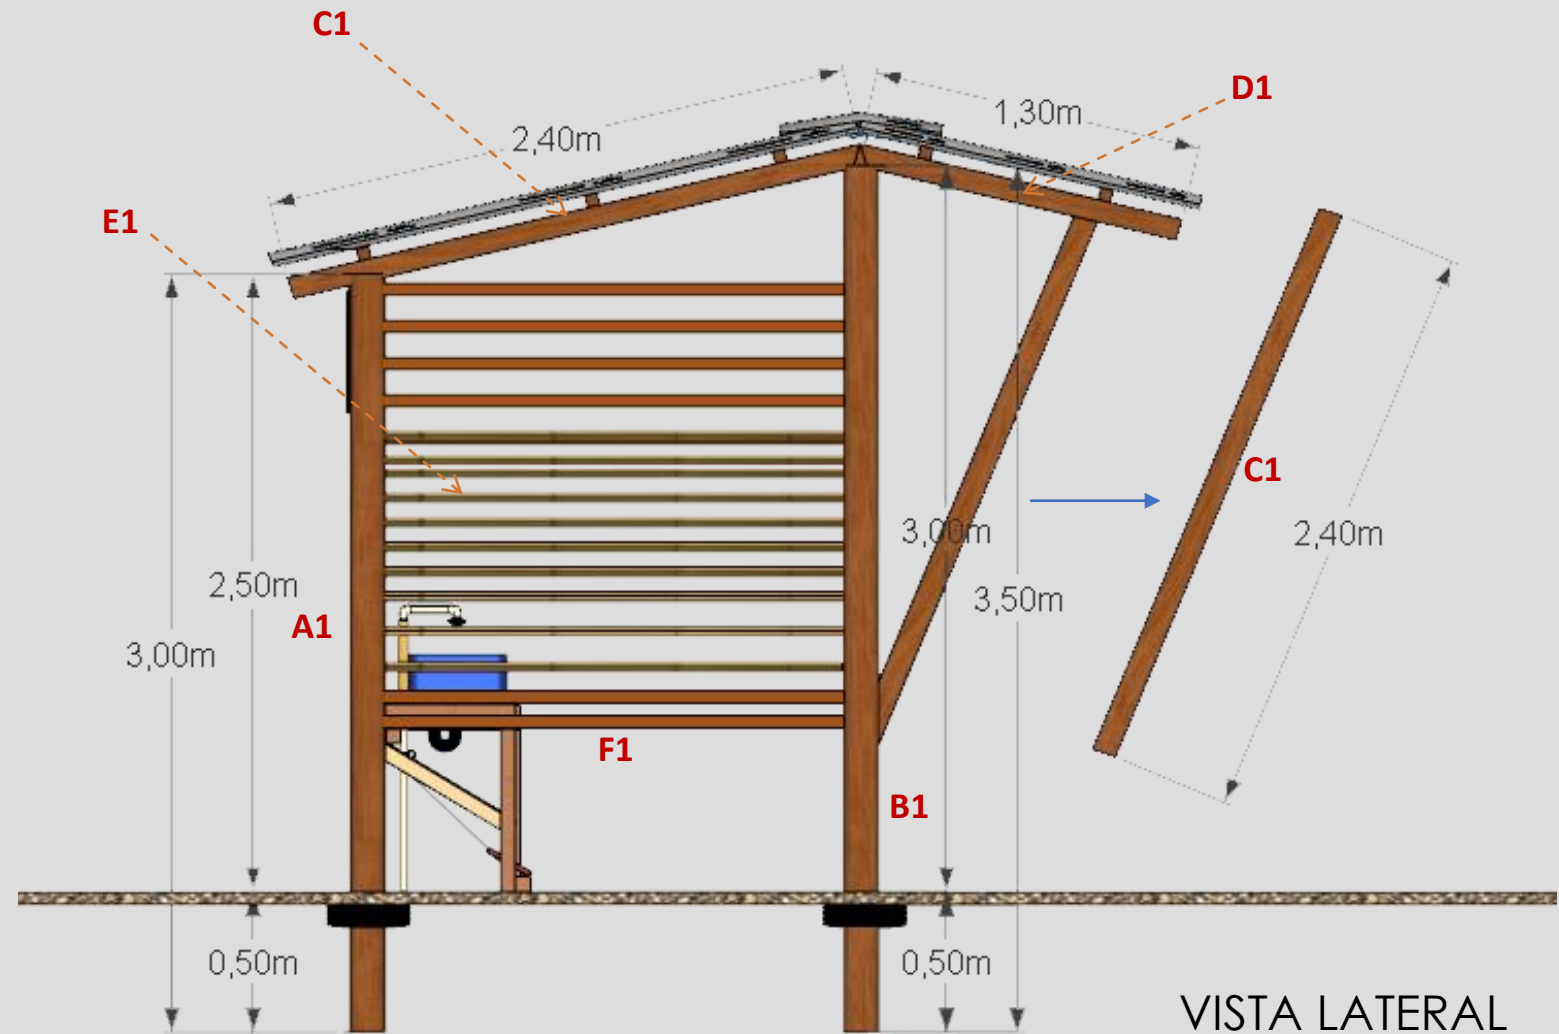 C1
D1
1,30m
2,40m
E1
C1
3,00m
2,40m
2,50m
3,50m
A1
3,00m
F1
B1
0,50m
0,50m
VISTA LATERAL